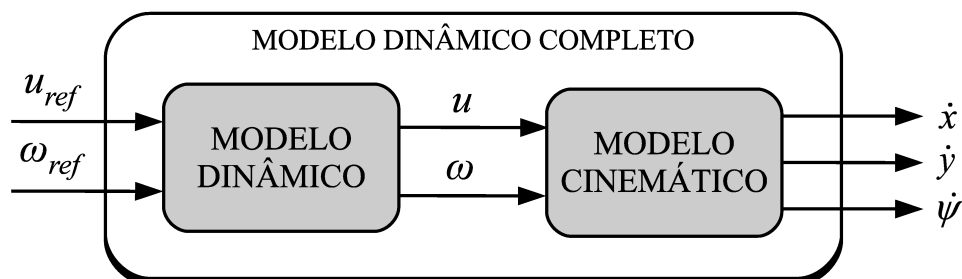 MODELO DINÂMICO COMPLETO
u_ref
ω_ref
MODELO
DINÂMICO
u
ω
MODELO
CINEMÁTICO
ẋ
ẏ
ψ̇